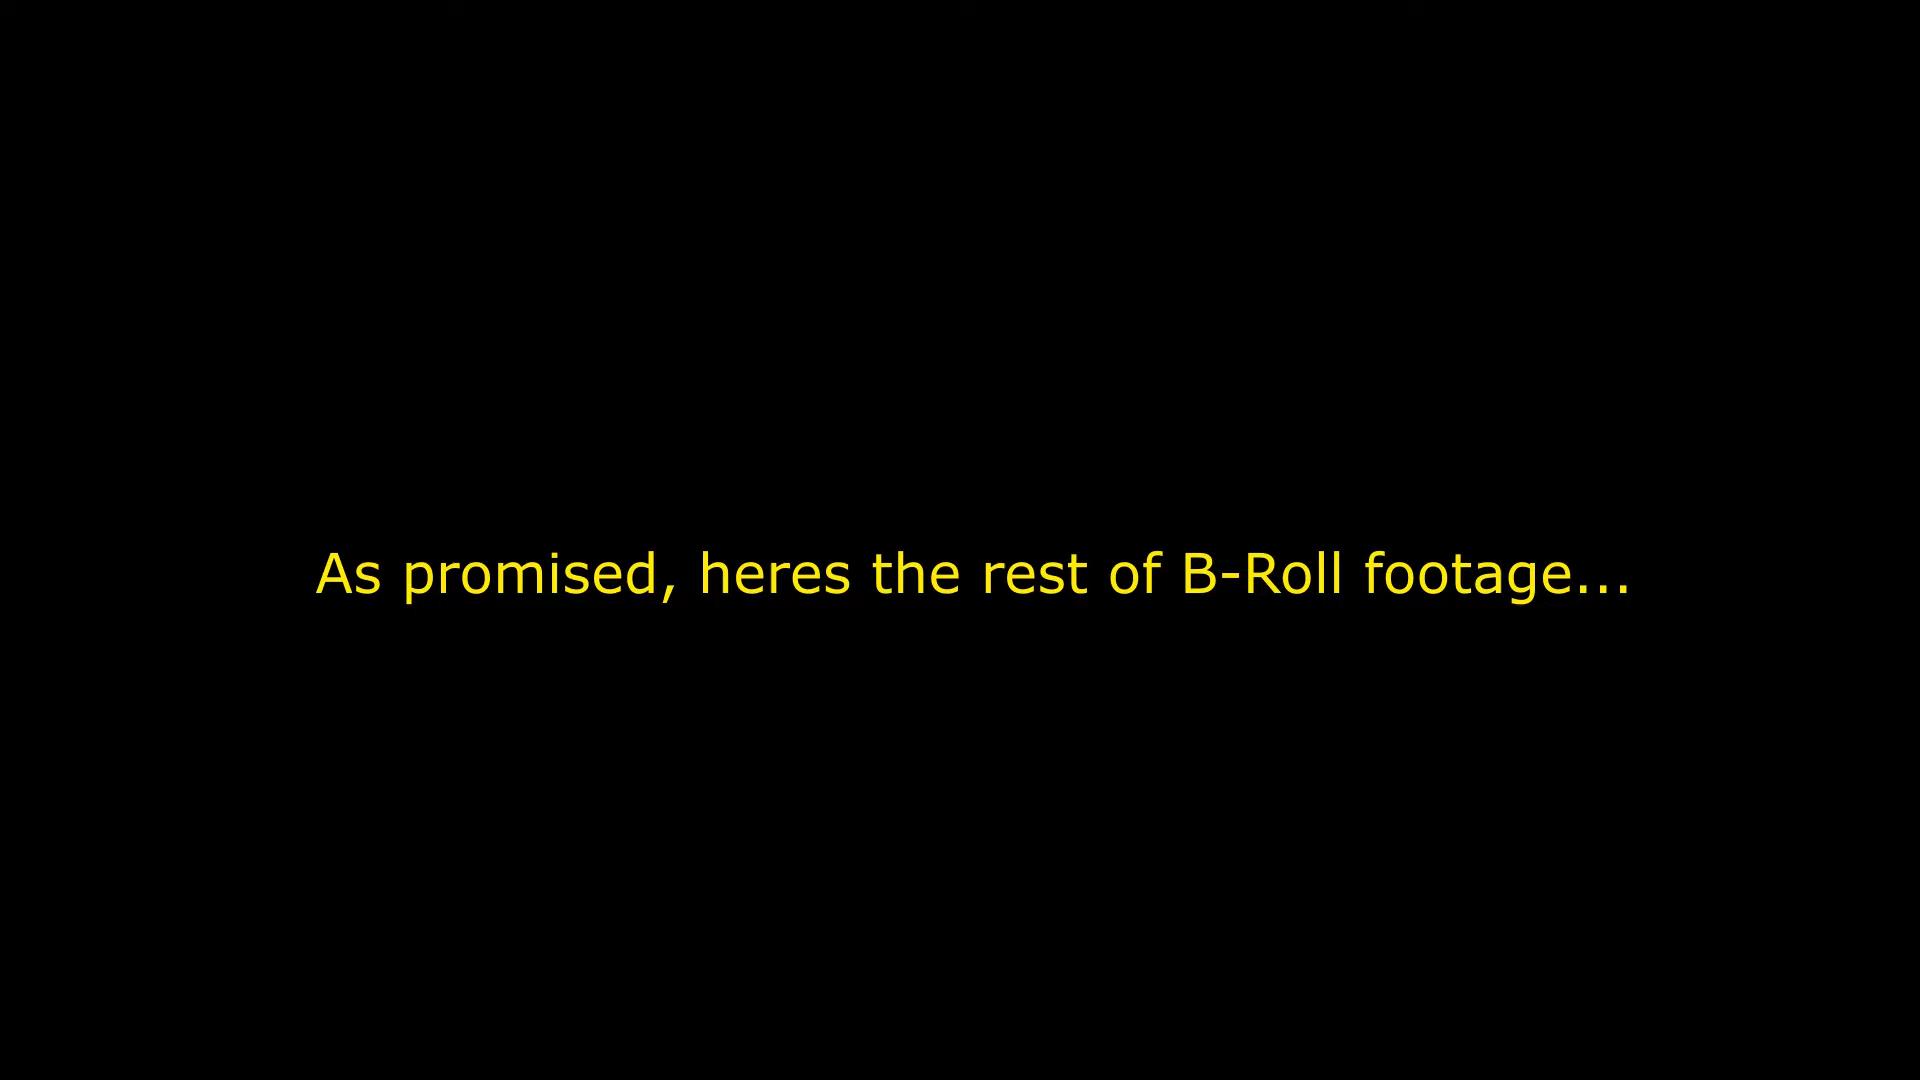 As promised, heres the rest of B-Roll footage...